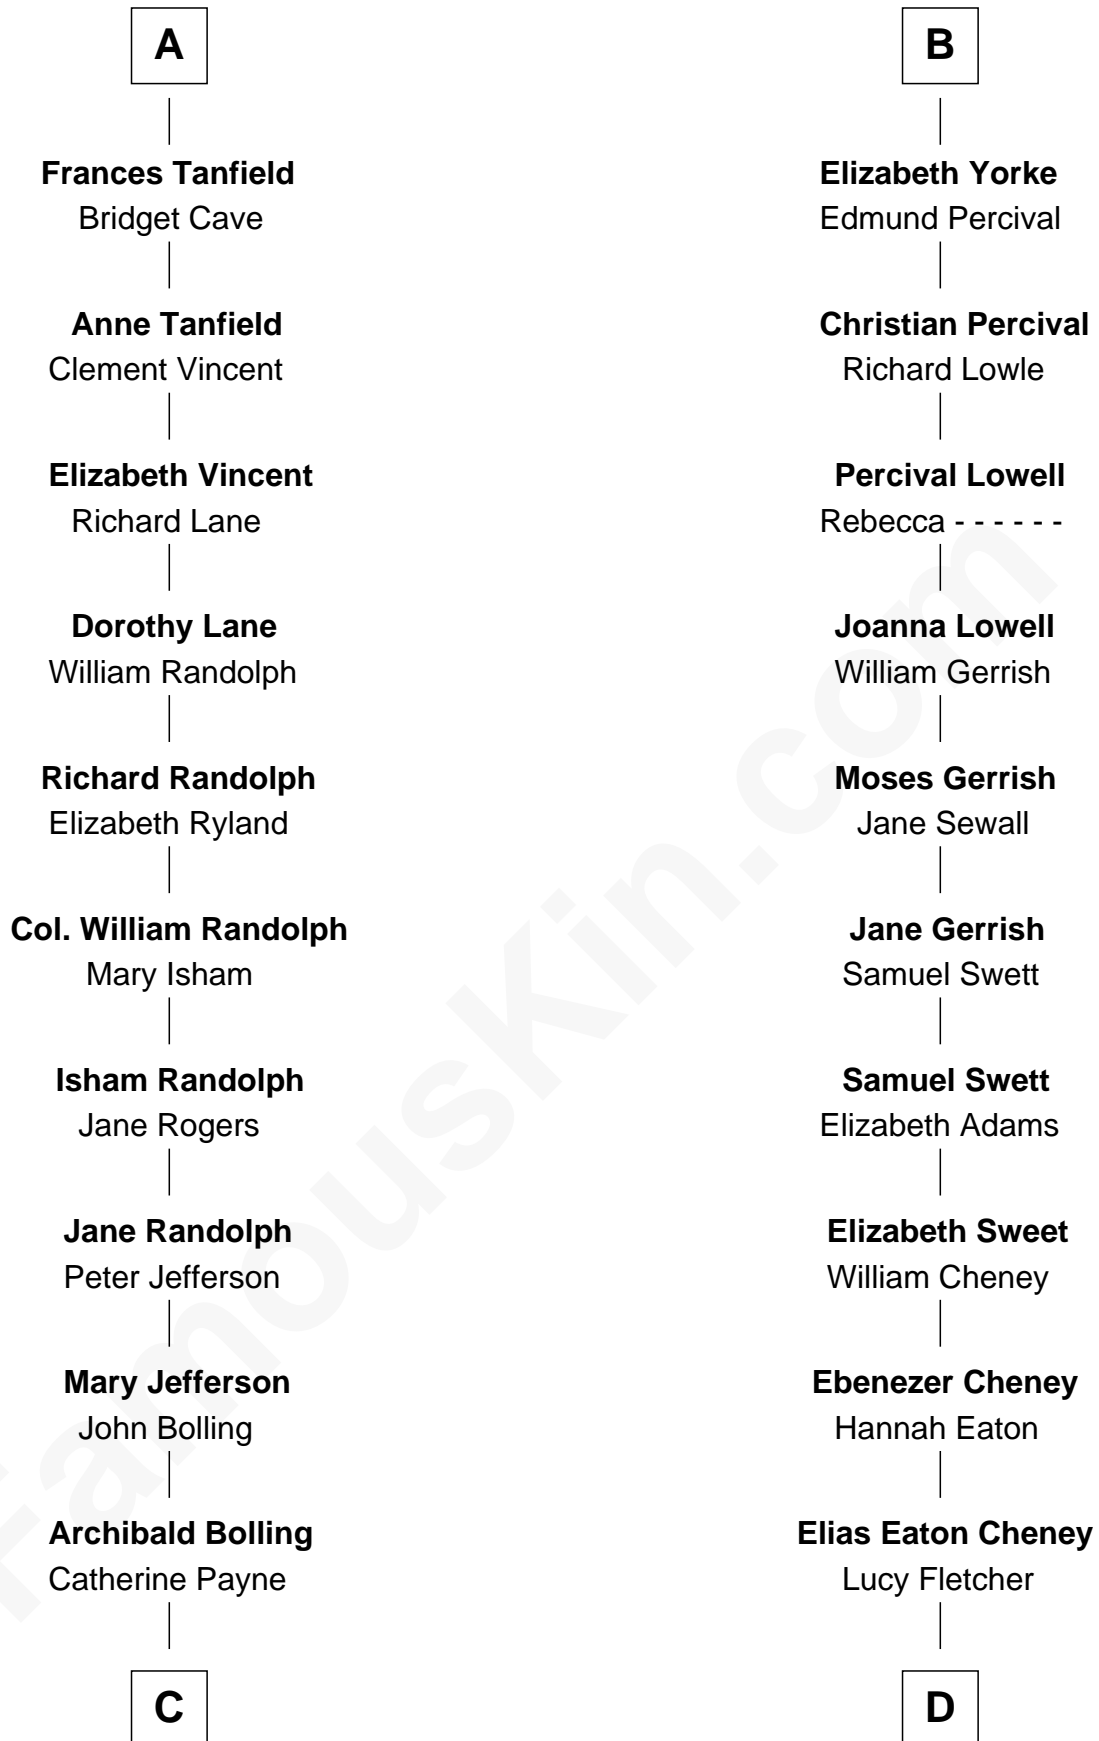 A
Frances Tanfield
Bridget Cave
Anne Tanfield
Clement Vincent
Elizabeth Vincent
Richard Lane
Dorothy Lane
William Randolph
Richard Randolph
Elizabeth Ryland
Col. William Randolph
Mary Isham
Isham Randolph
Jane Rogers
Jane Randolph
Peter Jefferson
Mary Jefferson
John Bolling
Archibald Bolling
Catherine Payne
C
B
Elizabeth Yorke
Edmund Percival
Christian Percival
Richard Lowle
Percival Lowell
Rebecca - - - - - -
Joanna Lowell
William Gerrish
Moses Gerrish
Jane Sewall
Jane Gerrish
Samuel Swett
Samuel Swett
Elizabeth Adams
Elizabeth Sweet
William Cheney
Ebenezer Cheney
Hannah Eaton
Elias Eaton Cheney
Lucy Fletcher
D
FamousKin.com